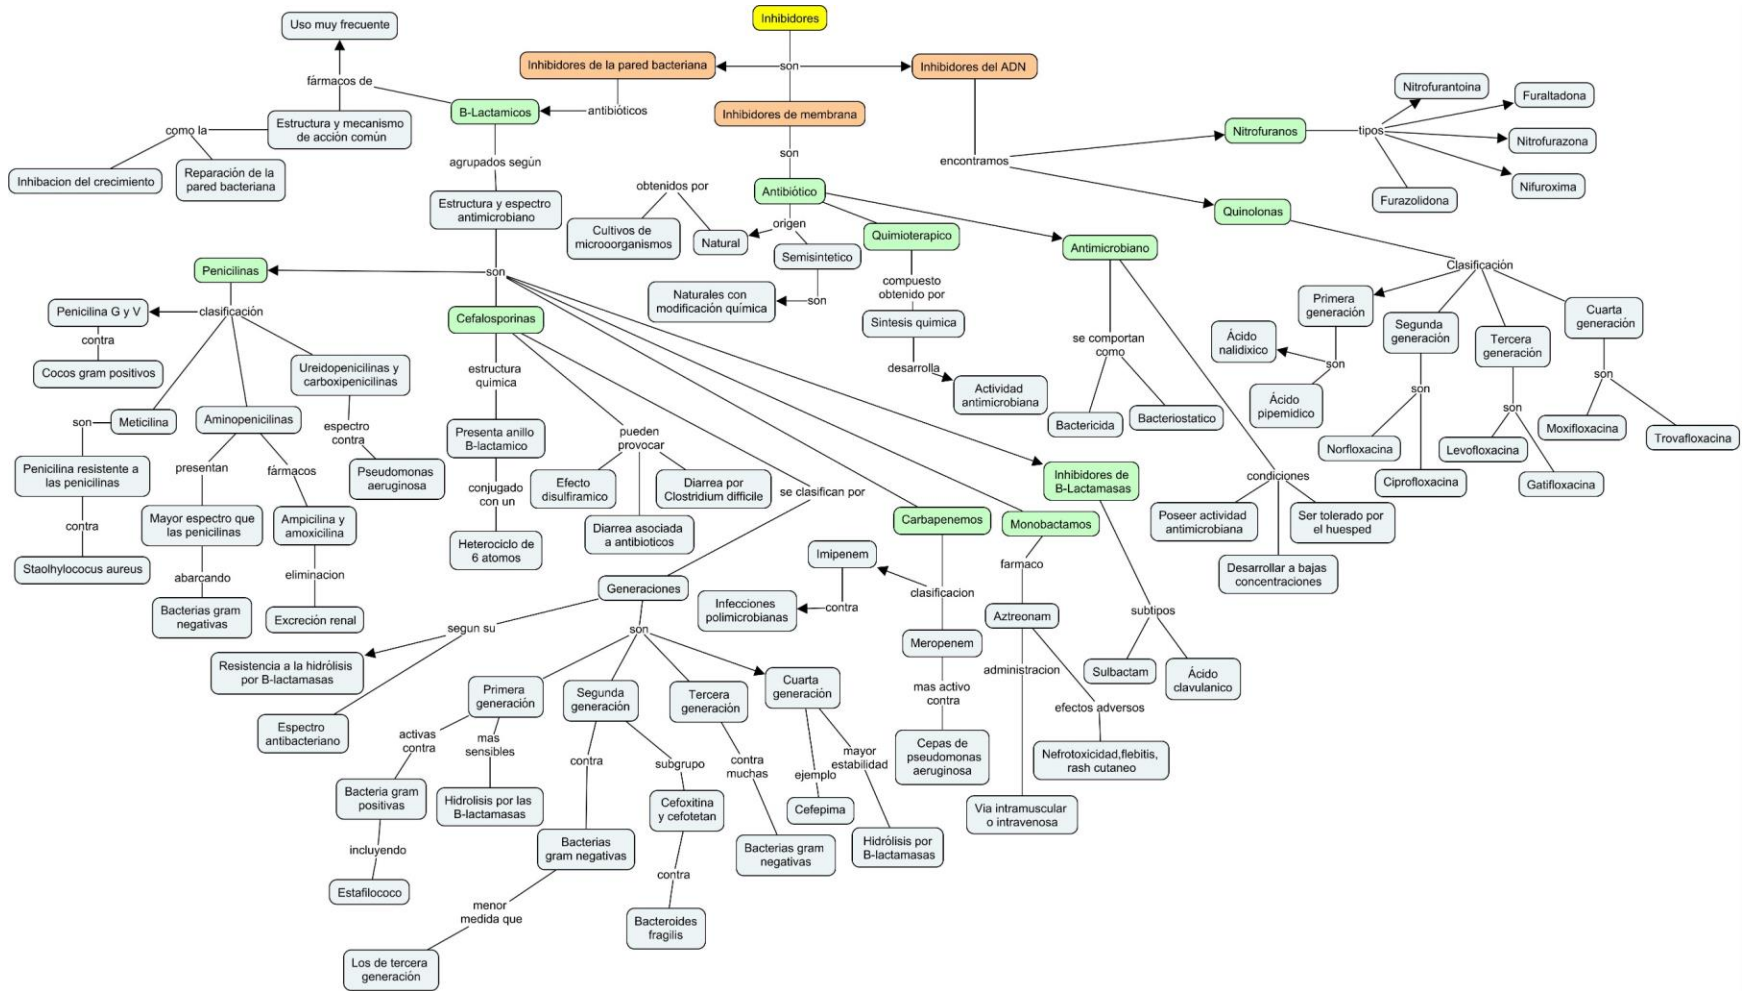 Inhibidores
son
Inhibidores de la pared bacteriana
Inhibidores del ADN
Inhibidores de membrana
antibióticos
B-Lactamicos
fármacos de
Uso muy frecuente
Estructura y mecanismo
de acción común
como la
Inhibacion del crecimiento
Reparación de la
pared bacteriana
agrupados según
Estructura y espectro
antimicrobiano
son
Penicilinas
clasificación
Penicilina G y V
contra
Cocos gram positivos
Meticilina
son
Penicilina resistente a
las penicilinas
contra
Staolhylococus aureus
Aminopenicilinas
presentan
Mayor espectro que
las penicilinas
abarcando
Bacterias gram
negativas
fármacos
Ampicilina y
amoxicilina
eliminacion
Excreción renal
Ureidopenicilinas y
carboxipenicilinas
espectro
contra
Pseudomonas
aeruginosa
Cefalosporinas
estructura
quimica
Presenta anillo
B-lactamico
conjugado
con un
Heterociclo de
6 atomos
pueden
provocar
Efecto
disulfiramico
Diarrea asociada
a antibioticos
Diarrea por
Clostridium difficile
se clasifican por
Generaciones
segun su
Resistencia a la hidrólisis
por B-lactamasas
Espectro
antibacteriano
son
Primera
generación
activas
contra
Bacteria gram
positivas
incluyendo
Estafilococo
mas
sensibles
Hidrolisis por las
B-lactamasas
Segunda
generación
contra
Bacterias
gram negativas
menor
medida que
Los de tercera
generación
subgrupo
Cefoxitina
y cefotetan
contra
Bacteroides
fragilis
Tercera
generación
contra
muchas
Bacterias gram
negativas
Cuarta
generación
ejemplo
Cefepima
mayor
estabilidad
Hidrólisis por
B-lactamasas
Carbapenemos
clasificacion
Imipenem
contra
Infecciones
polimicrobianas
Meropenem
mas activo
contra
Cepas de
pseudomonas
aeruginosa
Monobactamos
farmaco
Aztreonam
administracion
Via intramuscular
o intravenosa
efectos adversos
Nefrotoxicidad,flebitis,
rash cutaneo
Inhibidores de
B-Lactamasas
subtipos
Sulbactam
Ácido
clavulanico
son
Antibiótico
origen
Natural
obtenidos por
Cultivos de
microoorganismos
Semisintetico
son
Naturales con
modificación química
Quimioterapico
compuesto
obtenido por
Sintesis quimica
desarrolla
Actividad
antimicrobiana
Antimicrobiano
se comportan
como
Bactericida
Bacteriostatico
condiciones
Poseer actividad
antimicrobiana
Desarrollar a bajas
concentraciones
Ser tolerado por
el huesped
encontramos
Nitrofuranos
tipos
Nitrofurantoina
Furaltadona
Nitrofurazona
Nifuroxima
Furazolidona
Quinolonas
Clasificación
Primera
generación
son
Ácido
nalidixico
Ácido
pipemidico
Segunda
generación
son
Norfloxacina
Ciprofloxacina
Tercera
generación
son
Levofloxacina
Gatifloxacina
Cuarta
generación
son
Moxifloxacina
Trovafloxacina